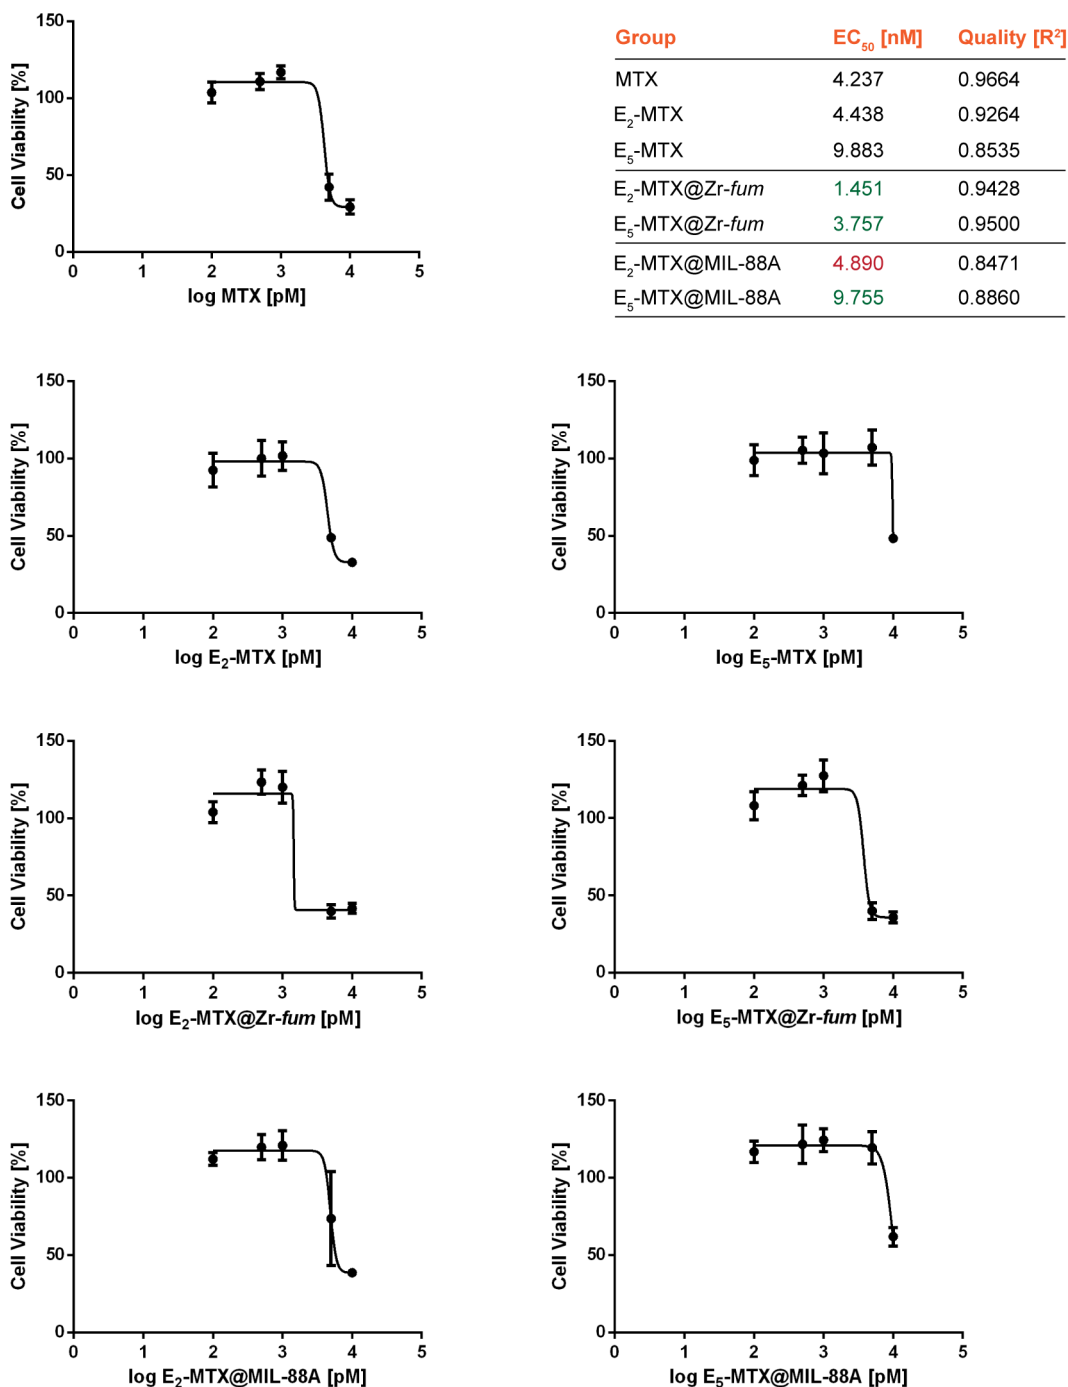 Group EC₅₀ [nM] Quality [R²]
MTX 4.237 0.9664
E₂-MTX 4.438 0.9264
E₅-MTX 9.883 0.8535
E₂-MTX@Zr-fum 1.451 0.9428
E₅-MTX@Zr-fum 3.757 0.9500
E₂-MTX@MIL-88A 4.890 0.8471
E₅-MTX@MIL-88A 9.755 0.8860
Cell Viability [%]
150
100
50
0
0 1 2 3 4 5
log MTX [pM]
Cell Viability [%]
150
100
50
0
0 1 2 3 4 5
log E₂-MTX [pM]
Cell Viability [%]
150
100
50
0
0 1 2 3 4 5
log E₅-MTX [pM]
Cell Viability [%]
150
100
50
0
0 1 2 3 4 5
log E₂-MTX@Zr-fum [pM]
Cell Viability [%]
150
100
50
0
0 1 2 3 4 5
log E₅-MTX@Zr-fum [pM]
Cell Viability [%]
150
100
50
0
0 1 2 3 4 5
log E₂-MTX@MIL-88A [pM]
Cell Viability [%]
150
100
50
0
0 1 2 3 4 5
log E₅-MTX@MIL-88A [pM]